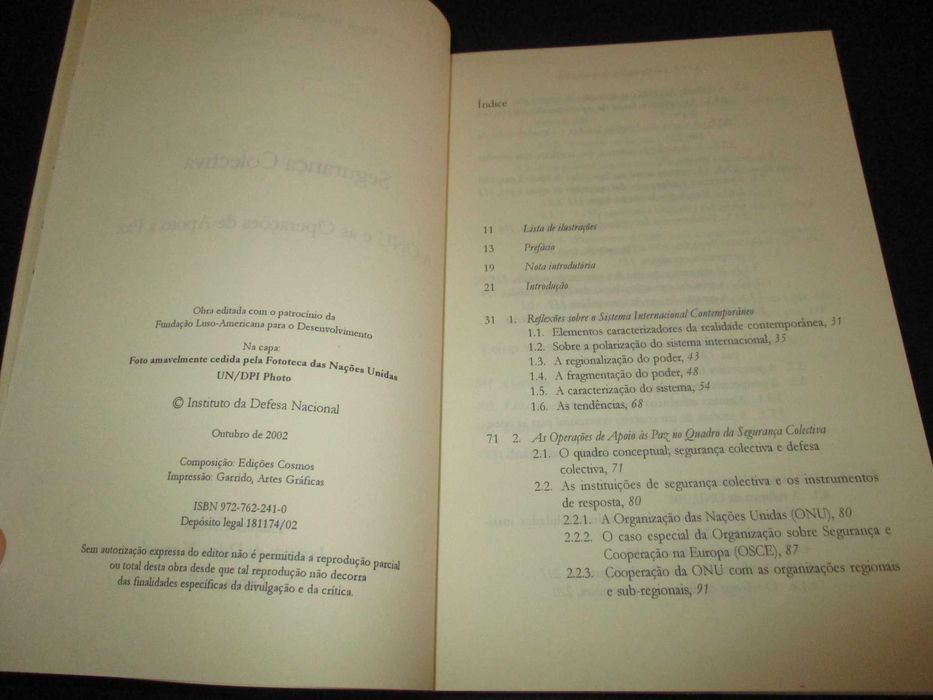 Obra editada com o patrocínio da
Fundação Luso-Americana para o Desenvolvimento
Na capa:
Foto amavelmente cedida pela Fototeca das Nações Unidas
UN/DPI Photo
© Instituto da Defesa Nacional
Outubro de 2002
Composição: Edições Cosmos
Impressão: Garrido, Artes Gráficas
ISBN 972-762-241-0
Depósito legal 181174/02
Sem autorização expressa do editor não é permitida a reprodução parcial
ou total desta obra desde que tal reprodução não decorra
das finalidades específicas da divulgação e da crítica.
Índice
11 Lista de ilustrações
13 Prefácio
19 Nota introdutória
21 Introdução
31 1. Reflexões sobre o Sistema Internacional Contemporâneo
1.1. Elementos caracterizadores da realidade contemporânea, 31
1.2. Sobre a polarização do sistema internacional, 35
1.3. A regionalização do poder, 43
1.4. A fragmentação do poder, 48
1.5. A caracterização do sistema, 54
1.6. As tendências, 68
71 2. As Operações de Apoio às Paz no Quadro da Segurança Colectiva
2.1. O quadro conceptual; segurança colectiva e defesa
colectiva, 71
2.2. As instituições de segurança colectiva e os instrumentos
de resposta, 80
2.2.1. A Organização das Nações Unidas (ONU), 80
2.2.2. O caso especial da Organização sobre Segurança e
Cooperação na Europa (OSCE), 87
2.2.3. Cooperação da ONU com as organizações regionais
e sub-regionais, 91